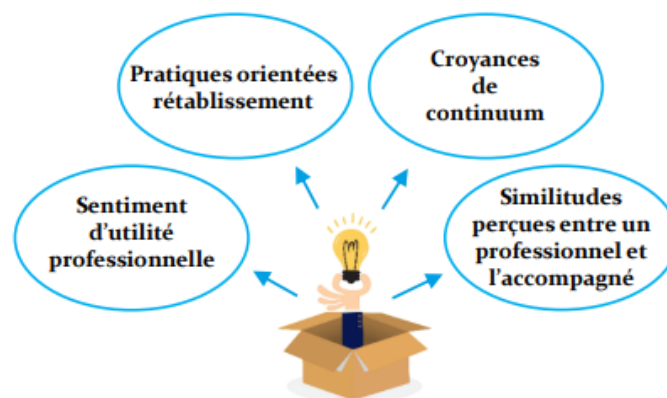 Pratiques orientées
rétablissement
Croyances
de
continuum
Sentiment
d'utilité
professionnelle
Similitudes
perçues entre un
professionnel et
l'accompagné